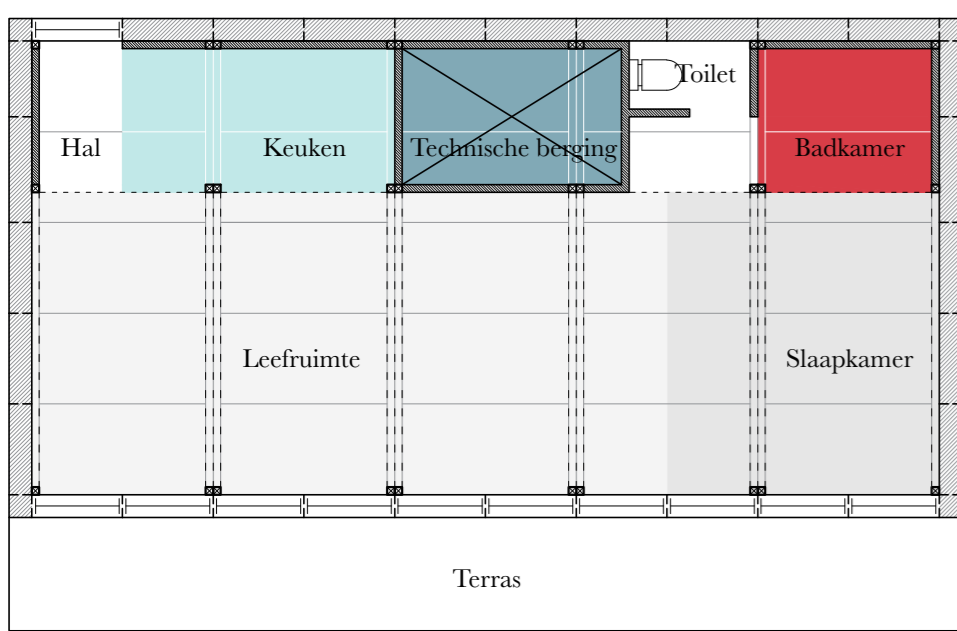 Toilet
Hal
Keuken
Technische berging
Badkamer
Leefruimte
Slaapkamer
Terras